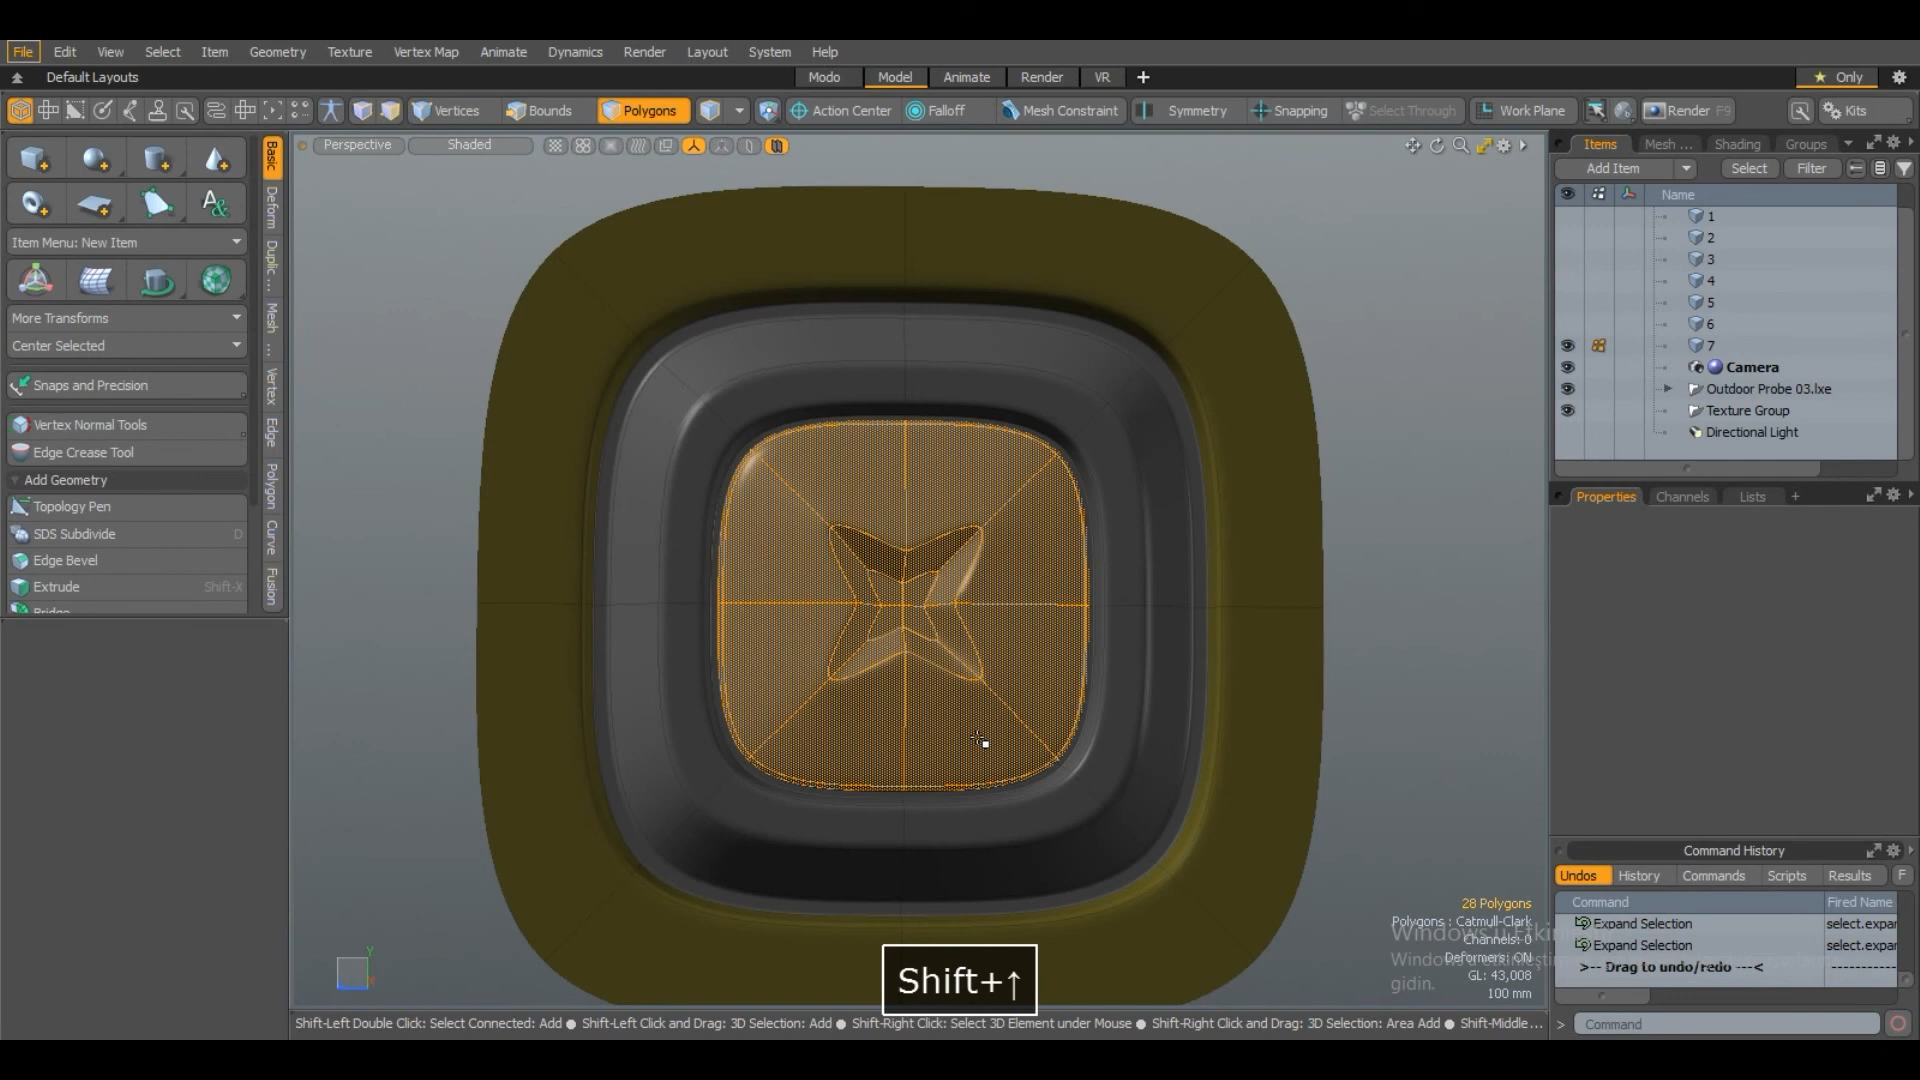 File Edit View Select Item Geometry Texture Vertex Map Animate Dynamics Render Layout System Help
Default Layouts Modo Model Animate Render VR + Only
Vertices Bounds Polygons Action Center Falloff Mesh Constraint Symmetry Snapping Select Through Work Plane Render F9 Kits
Perspective Shaded
Basic
Deform
Duplic ...
Mesh ...
Vertex
Edge
Polygon
Curve
Fusion
Item Menu: New Item
More Transforms
Center Selected
Snaps and Precision
Vertex Normal Tools
Edge Crease Tool
Add Geometry
Topology Pen
SDS Subdivide D
Edge Bevel
Extrude Shift-X
Bridge
Items Mesh ... Shading Groups
Add Item Select Filter
Name
1
2
3
4
5
6
7
Camera
Outdoor Probe 03.lxe
Texture Group
Directional Light
Properties Channels Lists +
Command History
Undos History Commands Scripts Results F
Command Fired Name
Expand Selection select.expar
Expand Selection select.expar
>-- Drag to undo/redo ---< -----------
> Command
28 Polygons
Polygons : Catmull-Clark
Channels: 0
Deformers: ON
GL: 43,008
100 mm
gidin.
Y
X
Shift+↑
Shift-Left Double Click: Select Connected: Add ● Shift-Left Click and Drag: 3D Selection: Add ● Shift-Right Click: Select 3D Element under Mouse ● Shift-Right Click and Drag: 3D Selection: Area Add ● Shift-Middle ...